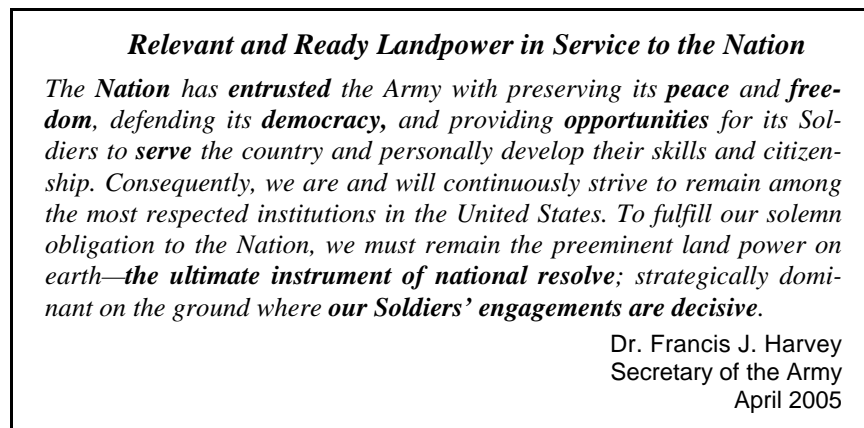 Relevant and Ready Landpower in Service to the Nation
The Nation has entrusted the Army with preserving its peace and free-
dom, defending its democracy, and providing opportunities for its Sol-
diers to serve the country and personally develop their skills and citizen-
ship. Consequently, we are and will continuously strive to remain among
the most respected institutions in the United States. To fulfill our solemn
obligation to the Nation, we must remain the preeminent land power on
earth—the ultimate instrument of national resolve; strategically domi-
nant on the ground where our Soldiers’ engagements are decisive.
Dr. Francis J. Harvey
Secretary of the Army
April 2005